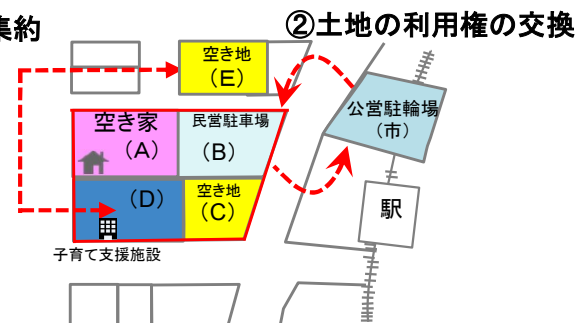 集約
②土地の利用権の交換
空き地
（E）
公営駐輪場
（市）
空き家
（A）
民営駐車場
（B）
（D）
空き地
（C）
駅
子育て支援施設